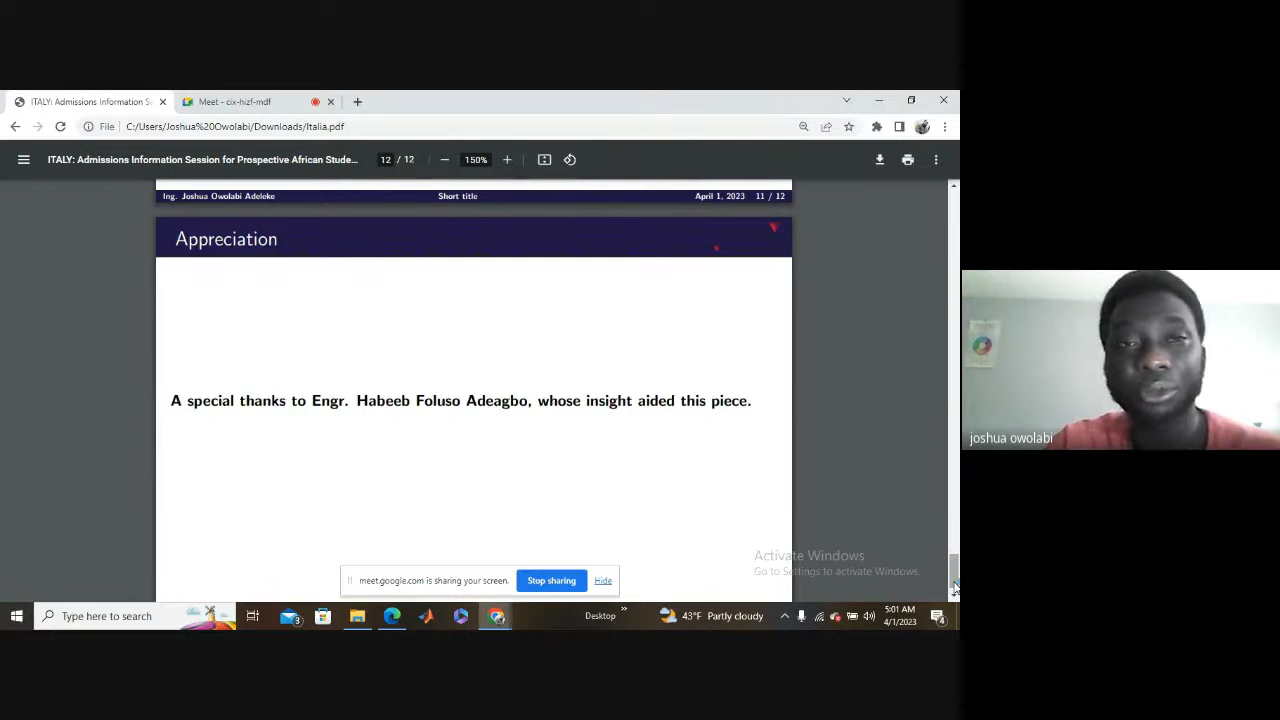 ITALY: Admissions Information Se
Meet - cix-hizf-mdf
File
C:/Users/Joshua%20Owolabi/Downloads/Italia.pdf
ITALY: Admissions Information Session for Prospective African Stude...
12 / 12
150%
Ing. Joshua Owolabi Adeleke
Short title
April 1, 2023 11 / 12
Appreciation
A special thanks to Engr. Habeeb Foluso Adeagbo, whose insight aided this piece.
joshua owolabi
Activate Windows
Go to Settings to activate Windows.
meet.google.com is sharing your screen.
Stop sharing
Hide
Type here to search
3
Desktop
43°F Partly cloudy
5:01 AM
4/1/2023
4